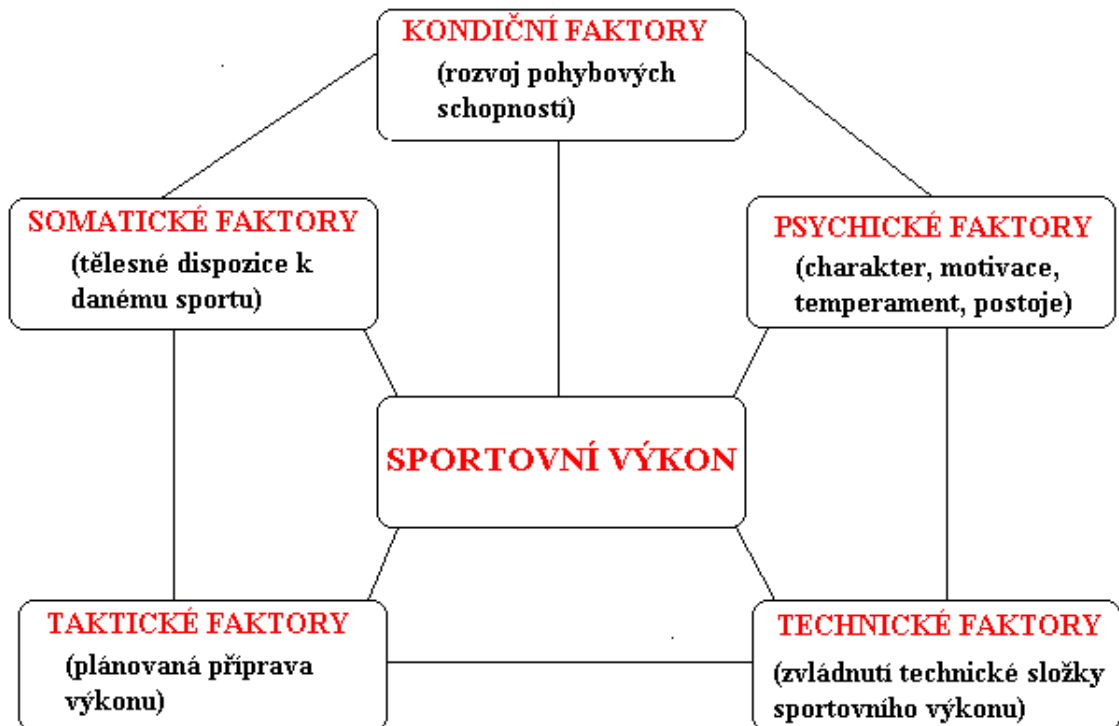 KONDIČNÍ FAKTORY
(rozvoj pohybových
schopností)
SOMATICKÉ FAKTORY
(tělesné dispozice k
danému sportu)
PSYCHICKÉ FAKTORY
(charakter, motivace,
temperament, postoje)
SPORTOVNÍ VÝKON
TAKTICKÉ FAKTORY
(plánovaná příprava
výkonu)
TECHNICKÉ FAKTORY
(zvládnutí technické složky
sportovního výkonu)